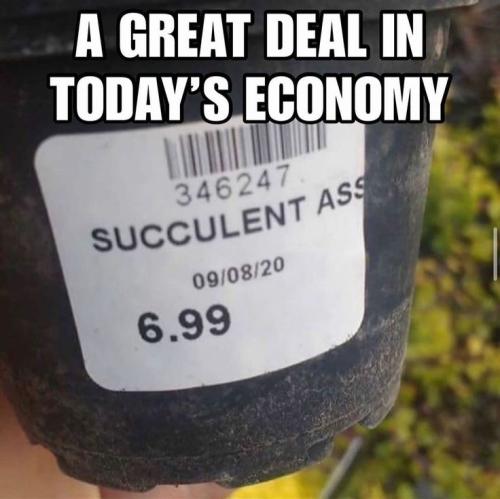 A GREAT DEAL IN
TODAY'S ECONOMY
346247
SUCCULENT ASS
09/08/20
6.99